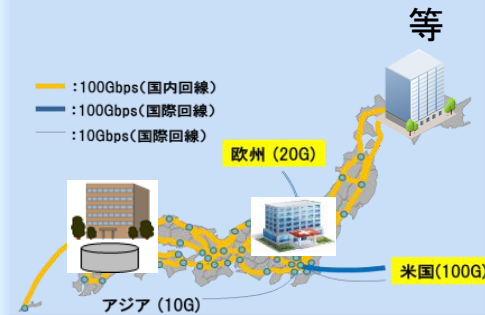 等
:100Gbps(国内回線)
:100Gbps(国際回線)
:10Gbps(国際回線)
欧州 (20G)
米国(100G)
アジア (10G)